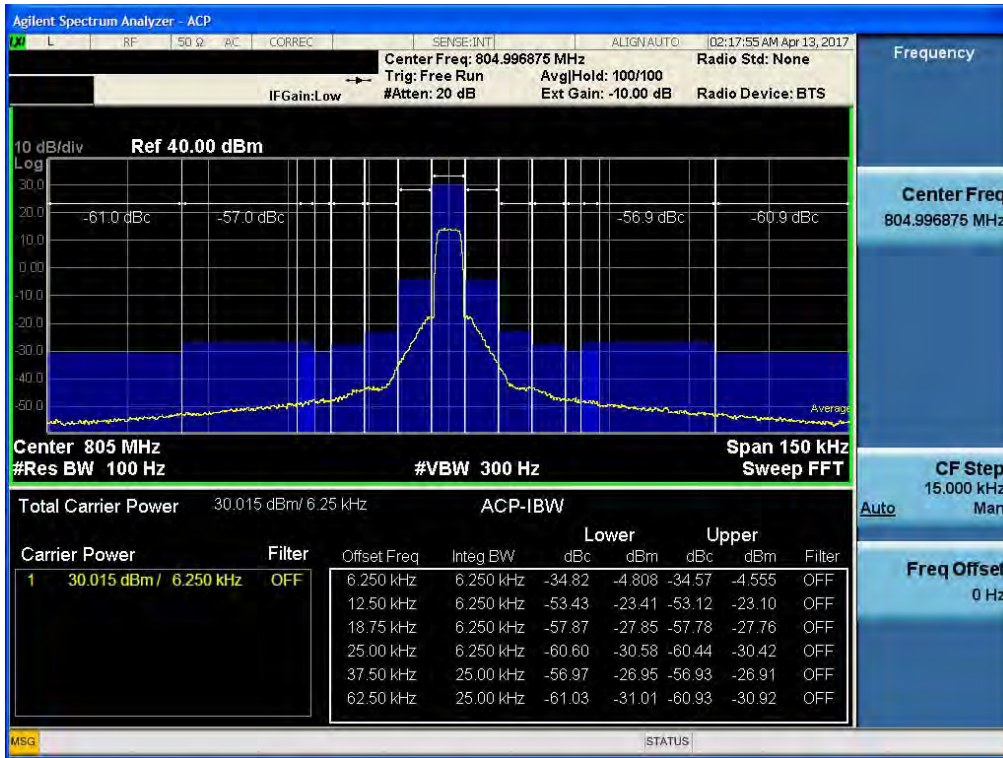 Agilent Spectrum Analyzer - ACP
LXI L RF 50 Ω AC CORREC SENSE:INT ALIGN AUTO 02:17:55 AM Apr 13, 2017
Center Freq: 804.996875 MHz Radio Std: None
Trig: Free Run Avg|Hold: 100/100
IFGain:Low #Atten: 20 dB Ext Gain: -10.00 dB Radio Device: BTS
10 dB/div Ref 40.00 dBm
Log
30.0
20.0
-61.0 dBc -57.0 dBc -56.9 dBc -60.9 dBc
10.0
0.00
-10.0
-20.0
-30.0
-40.0
-50.0
Average
Center 805 MHz Span 150 kHz
#Res BW 100 Hz #VBW 300 Hz Sweep FFT
Total Carrier Power 30.015 dBm/ 6.25 kHz ACP-IBW
Lower Upper
Carrier Power Filter Offset Freq Integ BW dBc dBm dBc dBm Filter
1 30.015 dBm / 6.250 kHz OFF
6.250 kHz 6.250 kHz -34.82 -4.808 -34.57 -4.555 OFF
12.50 kHz 6.250 kHz -53.43 -23.41 -53.12 -23.10 OFF
18.75 kHz 6.250 kHz -57.87 -27.85 -57.78 -27.76 OFF
25.00 kHz 6.250 kHz -60.60 -30.58 -60.44 -30.42 OFF
37.50 kHz 25.00 kHz -56.97 -26.95 -56.93 -26.91 OFF
62.50 kHz 25.00 kHz -61.03 -31.01 -60.93 -30.92 OFF
MSG STATUS
Frequency
Center Freq
804.996875 MHz
CF Step
15.000 kHz
Auto Man
Freq Offset
0 Hz